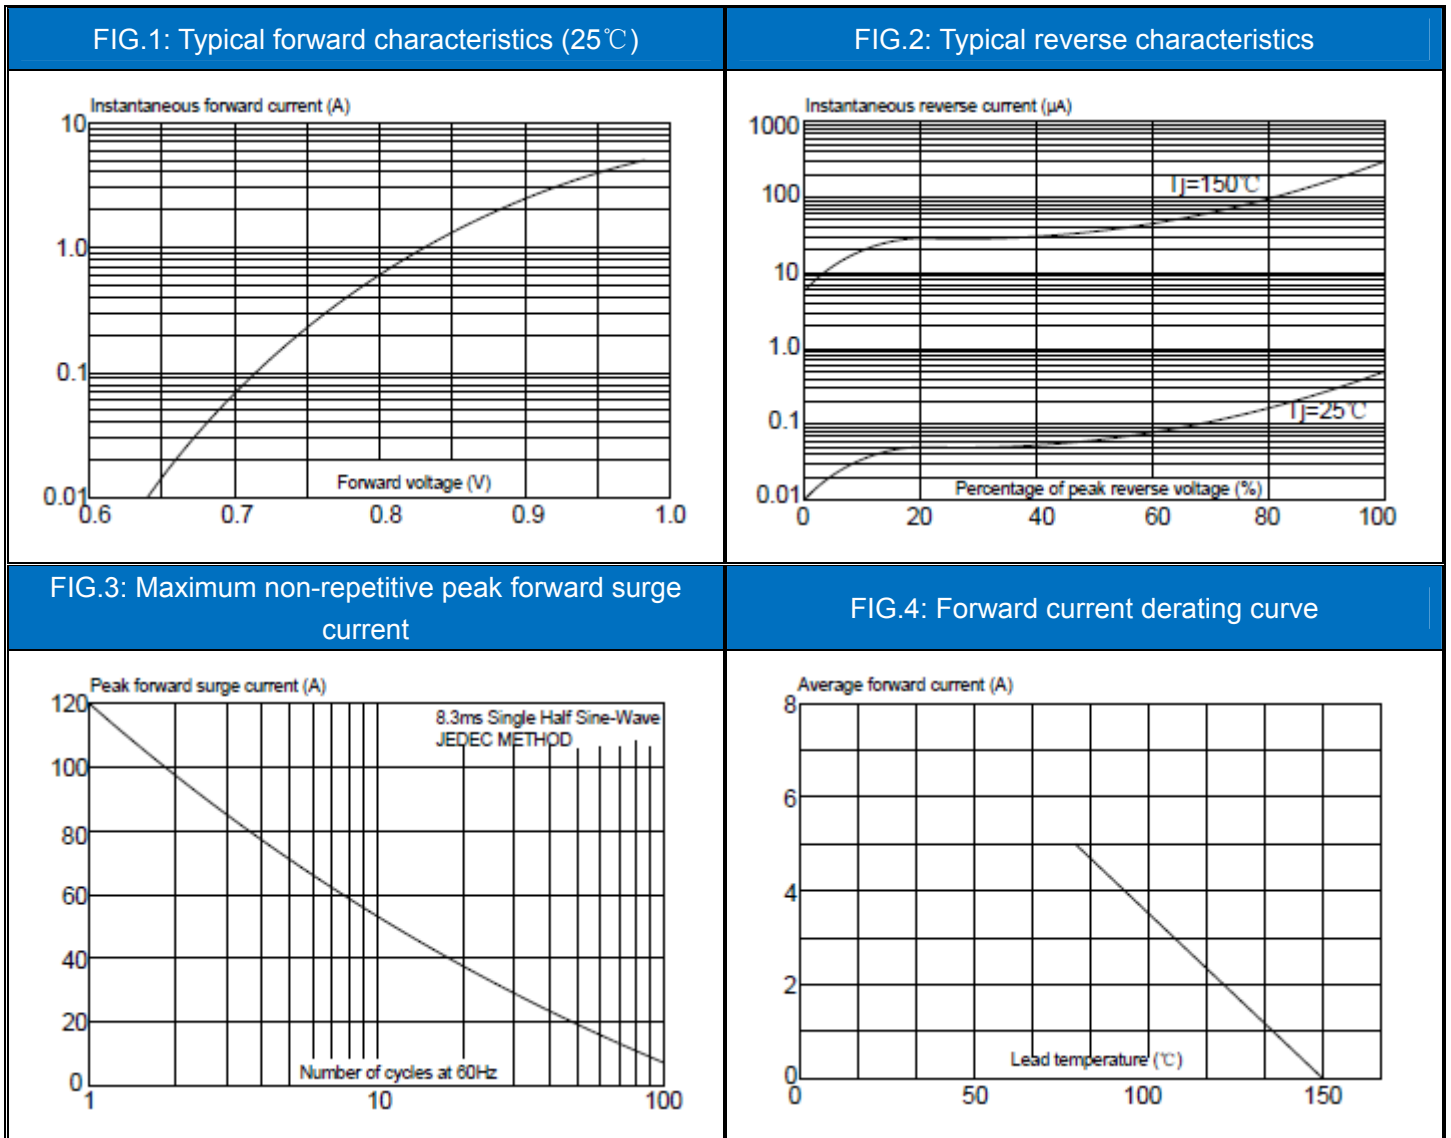 FIG.1: Typical forward characteristics (25℃)
Instantaneous forward current (A)
10
1.0
0.1
0.01
Forward voltage (V)
0.6 0.7 0.8 0.9 1.0
FIG.2: Typical reverse characteristics
Instantaneous reverse current (μA)
1000
Tj=150℃
100
10
1.0
Tj=25℃
0.1
0.01
Percentage of peak reverse voltage (%)
0 20 40 60 80 100
FIG.3: Maximum non-repetitive peak forward surge
current
Peak forward surge current (A)
120
8.3ms Single Half Sine-Wave
JEDEC METHOD
100
80
60
40
20
0
Number of cycles at 60Hz
1 10 100
FIG.4: Forward current derating curve
Average forward current (A)
8
6
4
2
0
Lead temperature (℃)
0 50 100 150